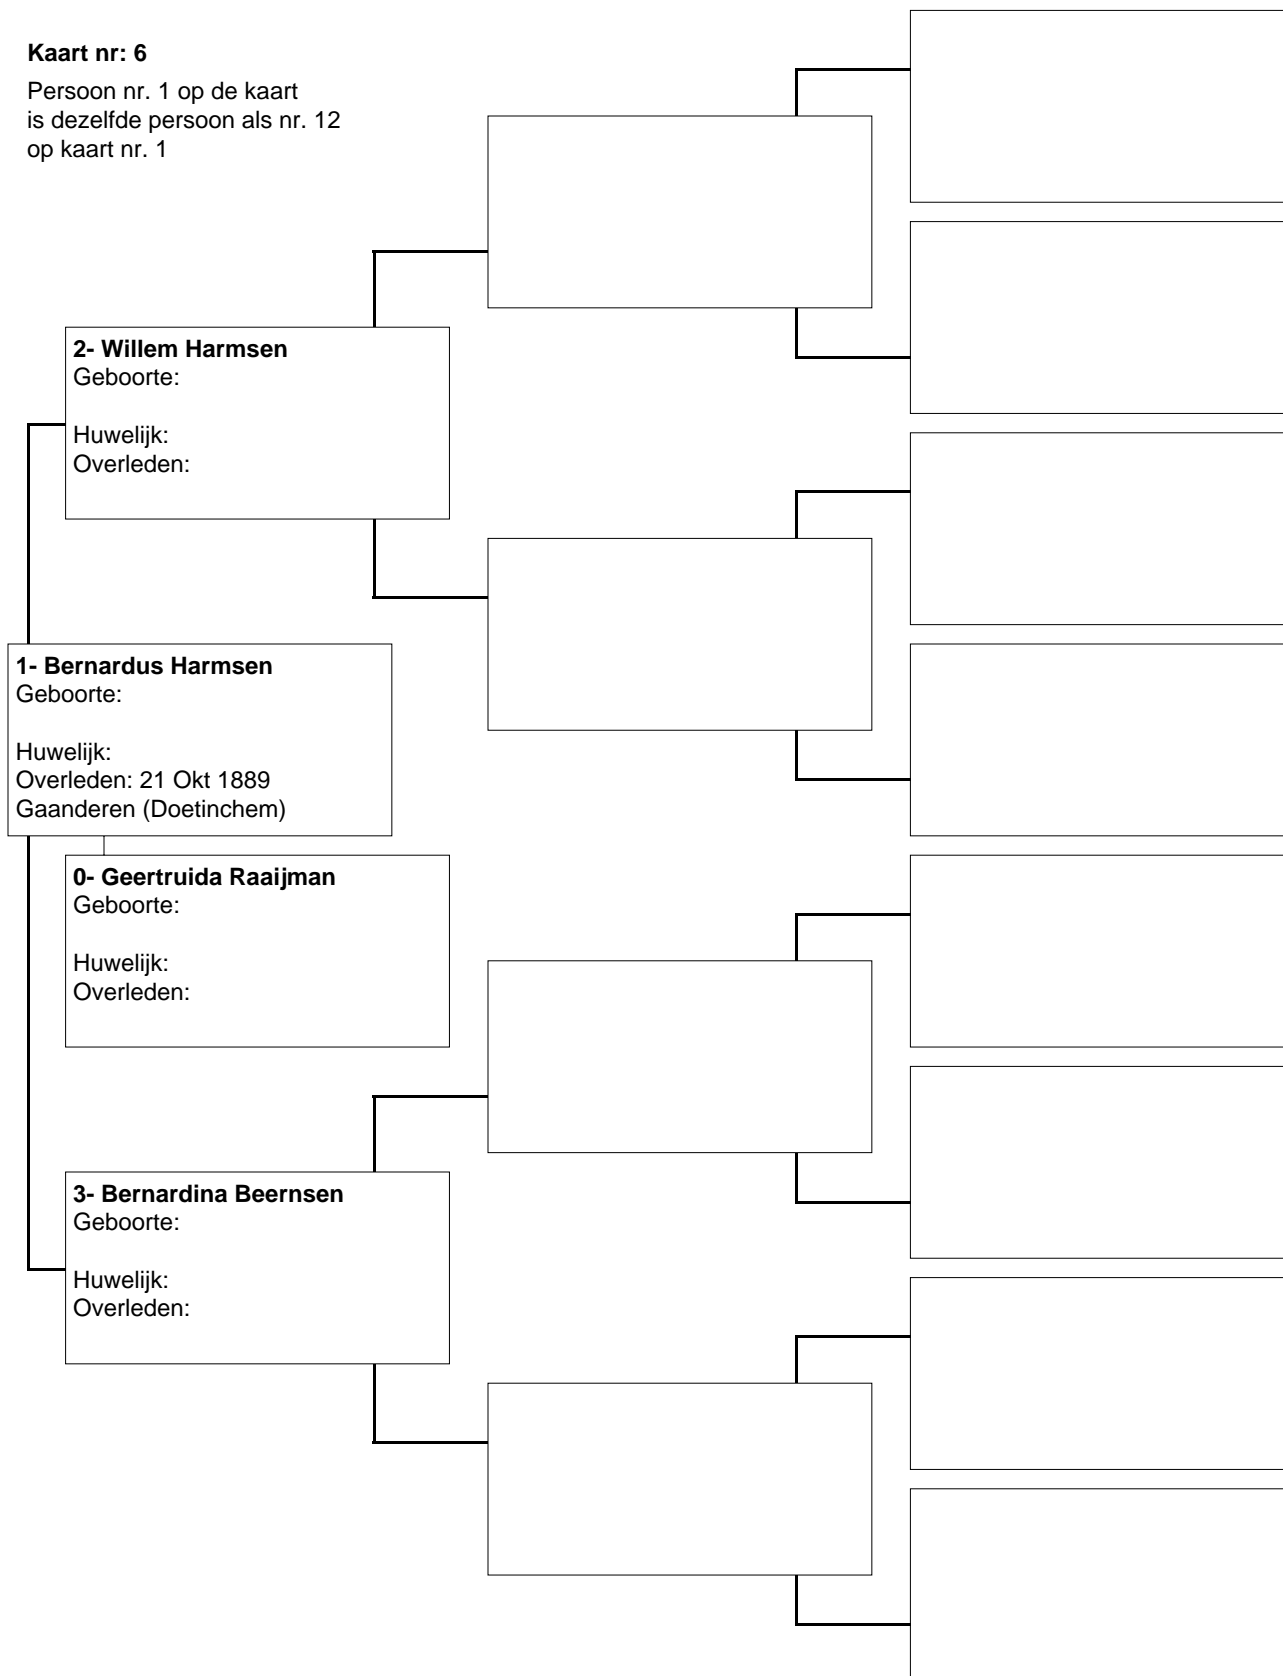 Kaart nr: 6
Persoon nr. 1 op de kaart
is dezelfde persoon als nr. 12
op kaart nr. 1
2- Willem Harmsen
Geboorte:
Huwelijk:
Overleden:
1- Bernardus Harmsen
Geboorte:
Huwelijk:
Overleden: 21 Okt 1889
Gaanderen (Doetinchem)
0- Geertruida Raaijman
Geboorte:
Huwelijk:
Overleden:
3- Bernardina Beernsen
Geboorte:
Huwelijk:
Overleden: